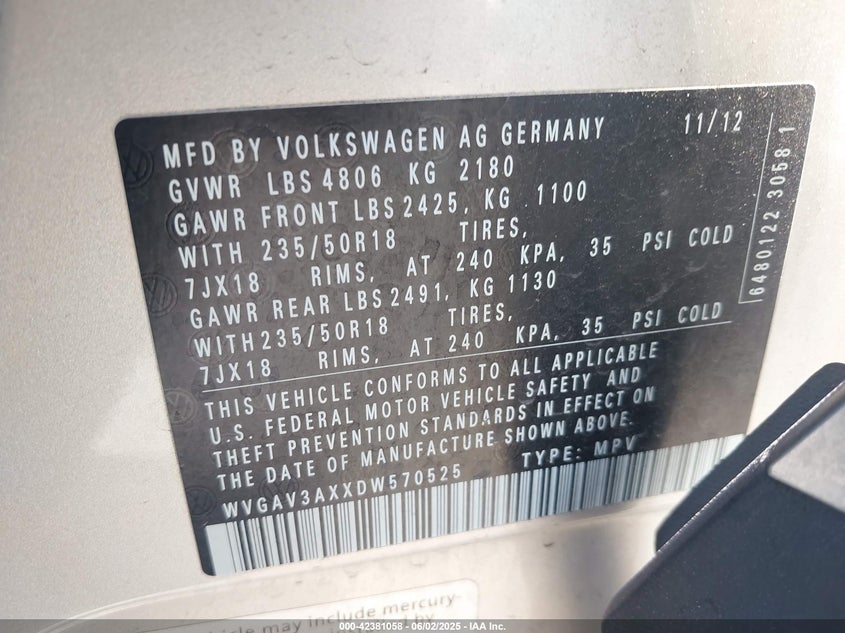 MFD BY VOLKSWAGEN AG GERMANY 11/12
GVWR LBS 4806 KG 2180
GAWR FRONT LBS 2425, KG 1100
WITH 235/50R18 TIRES,
7JX18 RIMS, AT 240 KPA, 35 PSI COLD
GAWR REAR LBS 2491, KG 1130
WITH 235/50R18 TIRES,
7JX18 RIMS, AT 240 KPA, 35 PSI COLD
THIS VEHICLE CONFORMS TO ALL APPLICABLE
U.S. FEDERAL MOTOR VEHICLE SAFETY AND
THEFT PREVENTION STANDARDS IN EFFECT ON
THE DATE OF MANUFACTURE SHOWN ABOVE.
WVGAV3AXXDW570525 TYPE: MPV
6480122 3058 1
may include mercury-
000-42381058 - 06/02/2025 - IAA Inc.